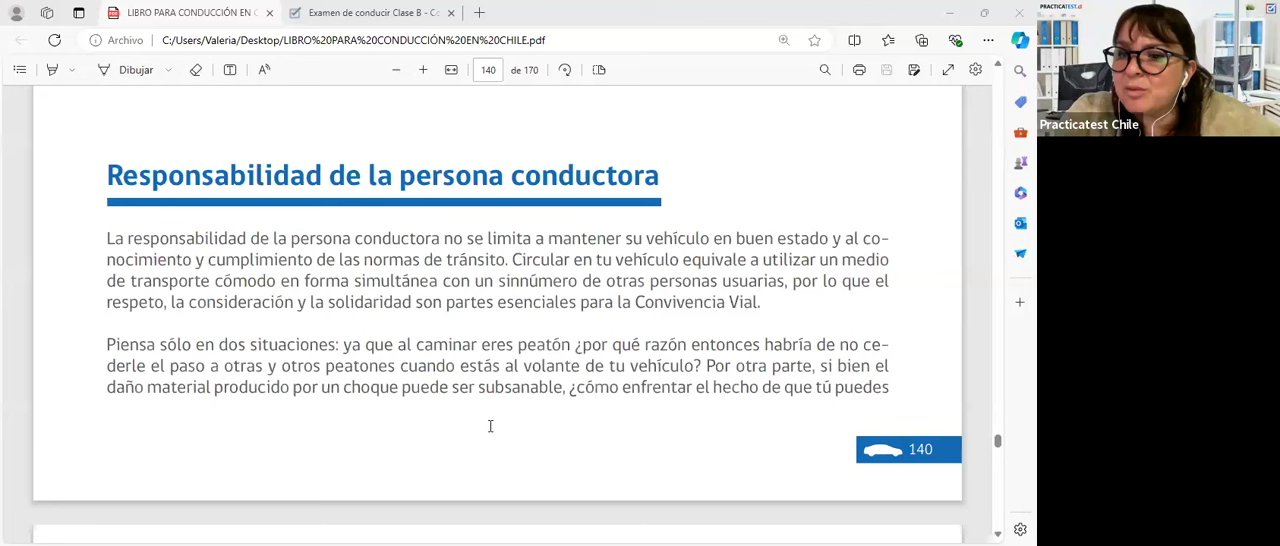 LIBRO PARA CONDUCCIÓN EN C
Examen de conducir Clase B - Co
Archivo
C:/Users/Valeria/Desktop/LIBRO%20PARA%20CONDUCCIÓN%20EN%20CHILE.pdf
Dibujar
140 de 170
PRACTICATEST.cl
Practicatest Chile
Responsabilidad de la persona conductora
La responsabilidad de la persona conductora no se limita a mantener su vehículo en buen estado y al co-
nocimiento y cumplimiento de las normas de tránsito. Circular en tu vehículo equivale a utilizar un medio
de transporte cómodo en forma simultánea con un sinnúmero de otras personas usuarias, por lo que el
respeto, la consideración y la solidaridad son partes esenciales para la Convivencia Vial.
Piensa sólo en dos situaciones: ya que al caminar eres peatón ¿por qué razón entonces habría de no ce-
derle el paso a otras y otros peatones cuando estás al volante de tu vehículo? Por otra parte, si bien el
daño material producido por un choque puede ser subsanable, ¿cómo enfrentar el hecho de que tú puedes
140